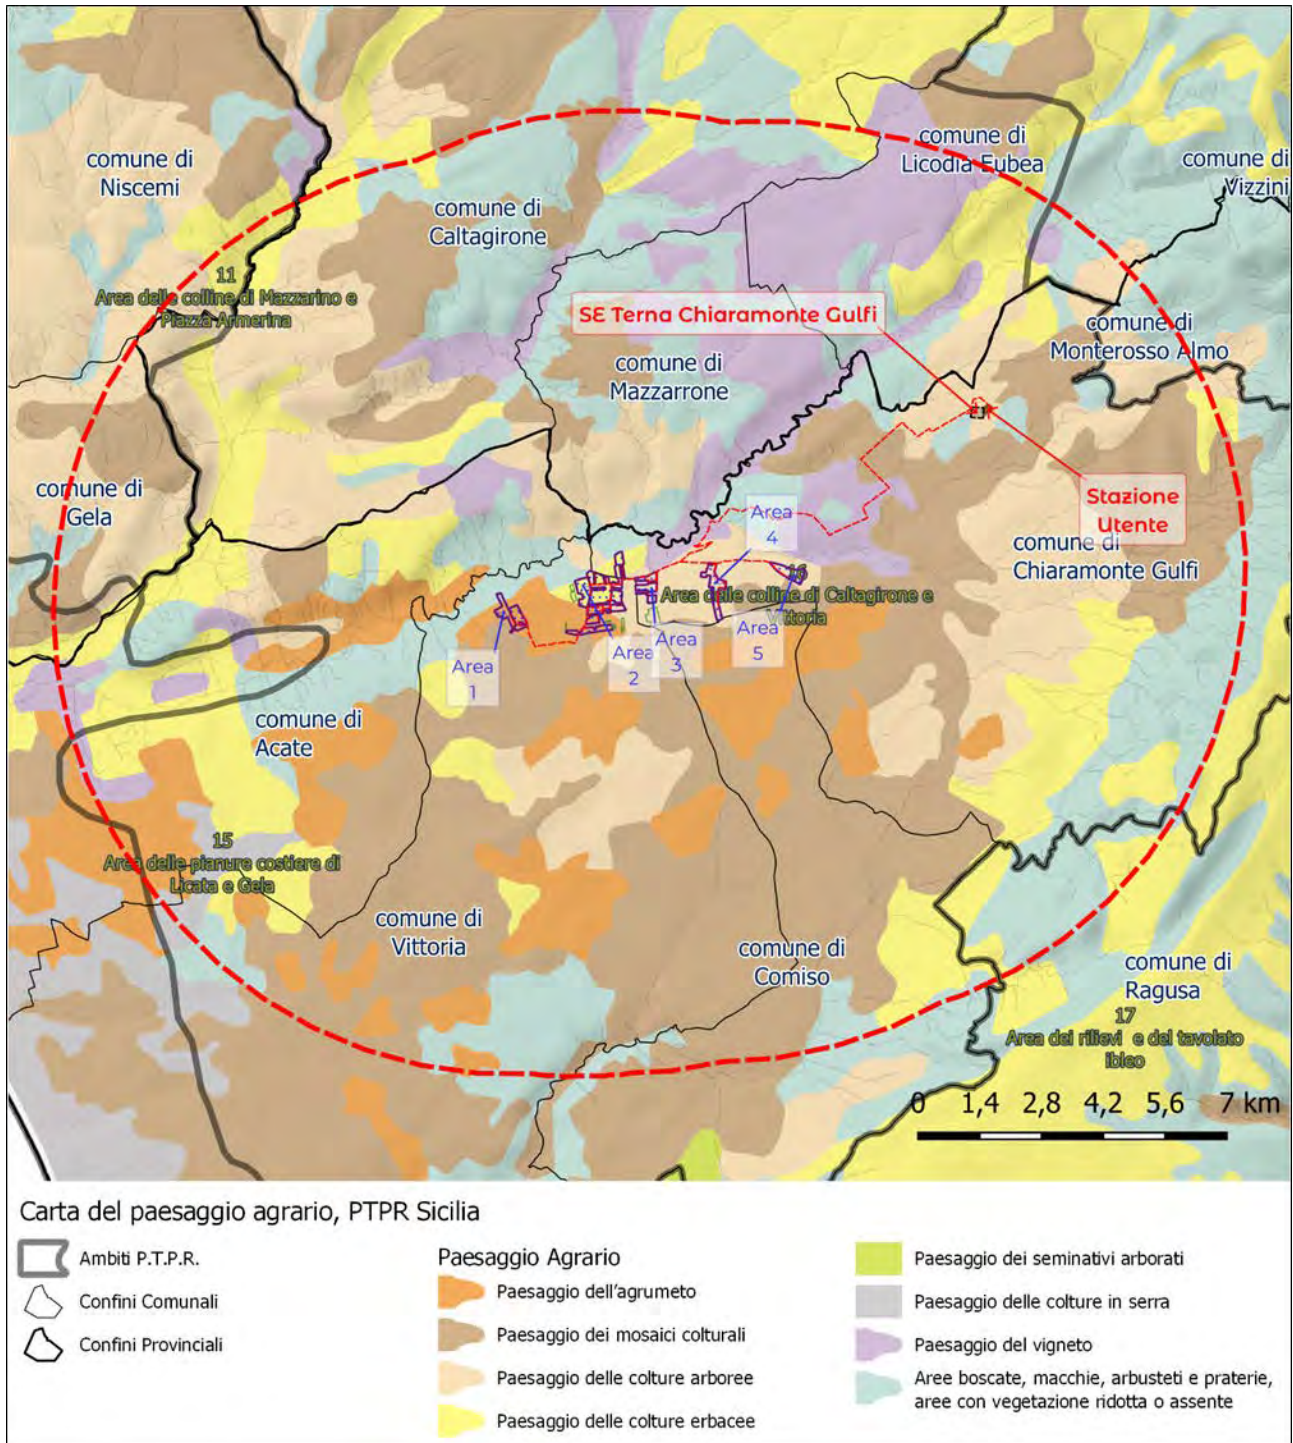 comune di
Licodia Eubea
comune di
Niscemi
comune di
Vizzini
comune di
Caltagirone
11
Area delle colline di Mazzarino e
Piazza Armerina
SE Terna Chiaramonte Gulfi
comune di
Monterosso Almo
comune di
Mazzarrone
comune di
Gela
Stazione
Utente
Area
4
comune di
Chiaramonte Gulfi
16
Area delle colline di Caltagirone e
Vittoria
Area
1
Area
2
Area
3
Area
5
comune di
Acate
15
Area delle pianure costiere di
Licata e Gela
comune di
Vittoria
comune di
Comiso
comune di
Ragusa
17
Area dei rilievi e del tavolato
ibleo
0 1,4 2,8 4,2 5,6 7 km
Carta del paesaggio agrario, PTPR Sicilia
Ambiti P.T.P.R.
Confini Comunali
Confini Provinciali
Paesaggio Agrario
Paesaggio dell'agrumeto
Paesaggio dei mosaici colturali
Paesaggio delle colture arboree
Paesaggio delle colture erbacee
Paesaggio dei seminativi arborati
Paesaggio delle colture in serra
Paesaggio del vigneto
Aree boscate, macchie, arbusteti e praterie,
aree con vegetazione ridotta o assente